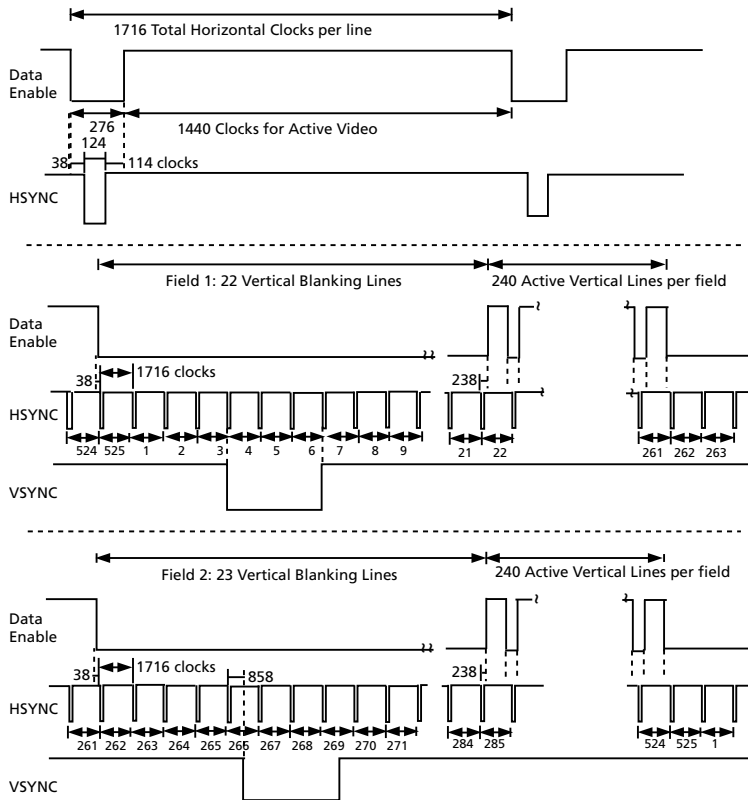 1716 Total Horizontal Clocks per line
Data
Enable
276
1440 Clocks for Active Video
124
38
114 clocks
HSYNC
Field 1: 22 Vertical Blanking Lines
240 Active Vertical Lines per field
Data
Enable
38
1716 clocks
238
HSYNC
524 525 1 2 3 4 5 6 7 8 9 21 22 261 262 263
VSYNC
Field 2: 23 Vertical Blanking Lines
240 Active Vertical Lines per field
Data
Enable
38
1716 clocks
858
238
HSYNC
261 262 263 264 265 266 267 268 269 270 271 284 285 524 525 1
VSYNC